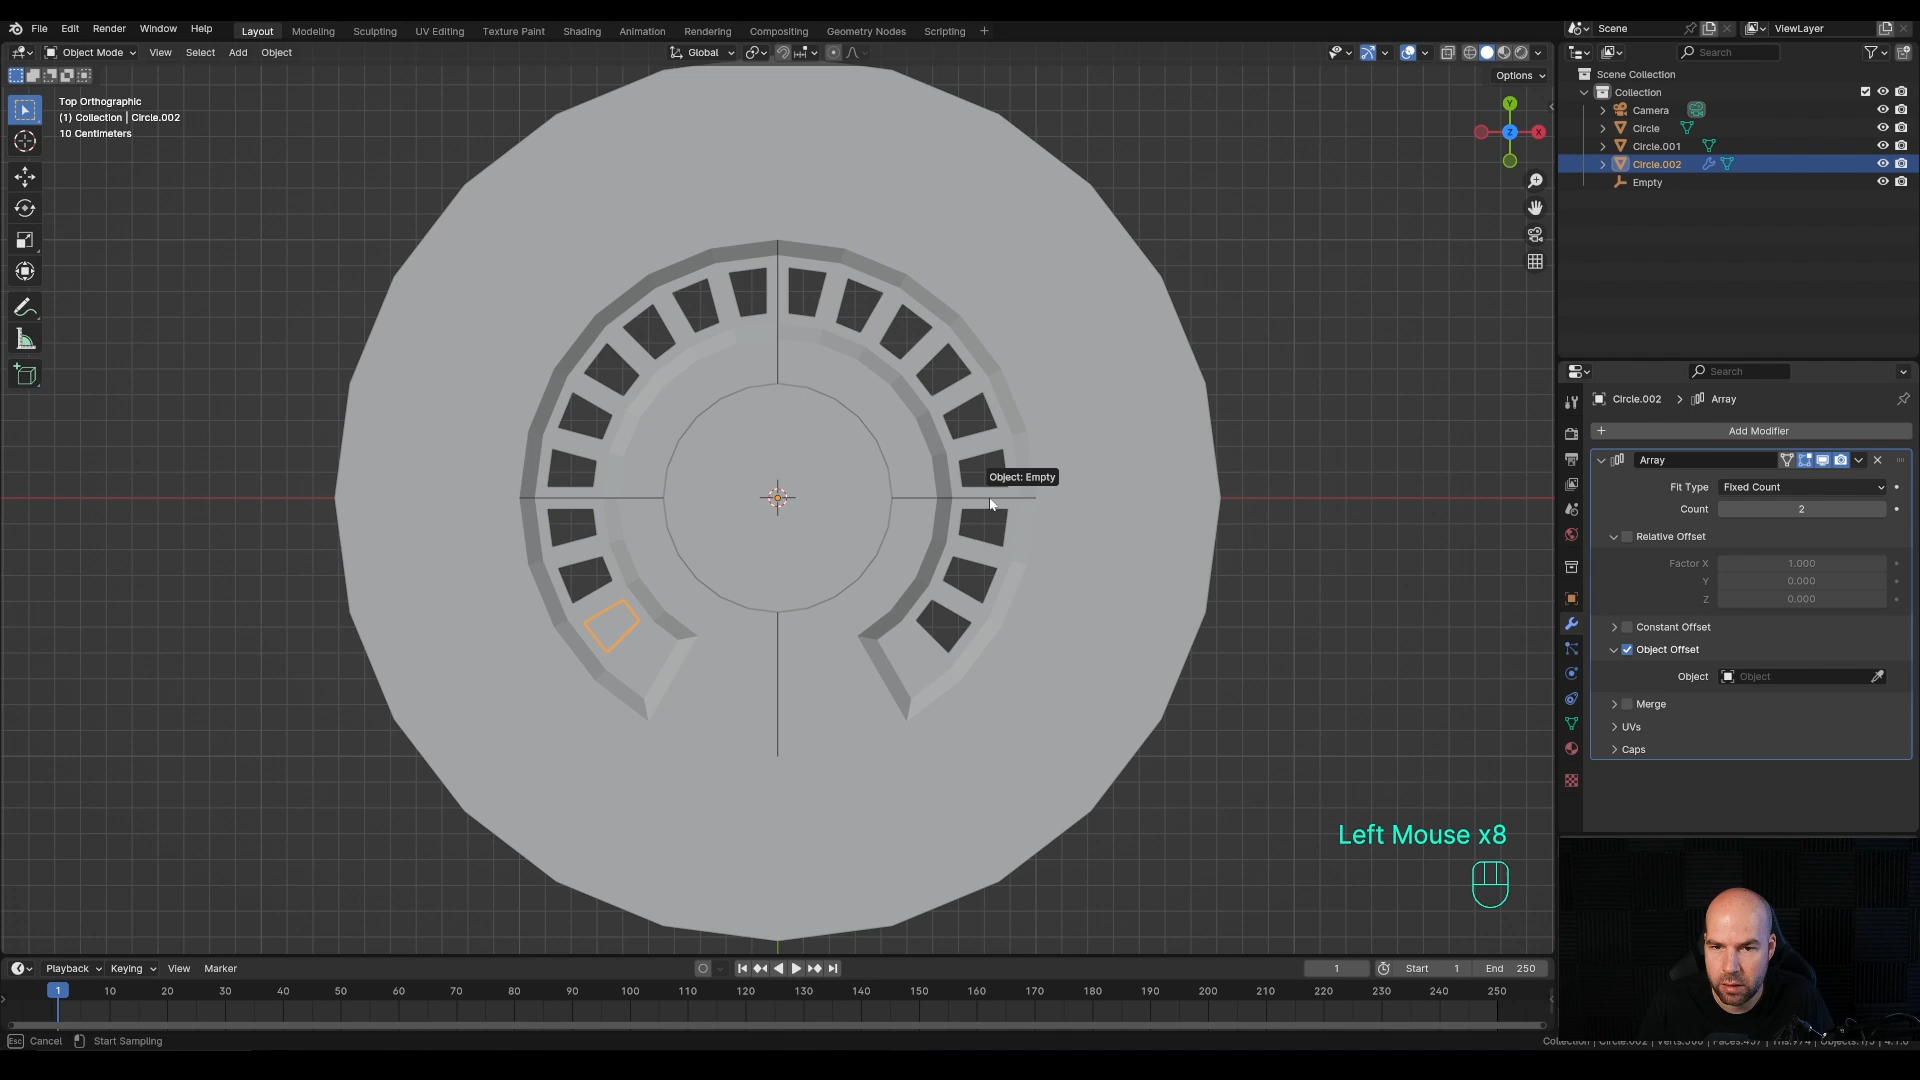 File Edit Render Window Help
Layout Modeling Sculpting UV Editing Texture Paint Shading Animation Rendering Compositing Geometry Nodes Scripting +
Scene
ViewLayer
Object Mode View Select Add Object
Global
Search
Options
Top Orthographic
(1) Collection | Circle.002
10 Centimeters
Y
Z
X
Scene Collection
Collection
Camera
Circle
Circle.001
Circle.002
Empty
Search
Circle.002 > Array
+ Add Modifier
Array
Fit Type Fixed Count
Count 2
Relative Offset
Factor X 1.000
Y 0.000
Z 0.000
Constant Offset
Object Offset
Object Object
Merge
UVs
Caps
Object: Empty
Left Mouse x8
Playback Keying View Marker
1 Start 1 End 250
1 10 20 30 40 50 60 70 80 90 100 110 120 130 140 150 160 170 180 190 200 210 220 230 240 250
Esc Cancel Start Sampling